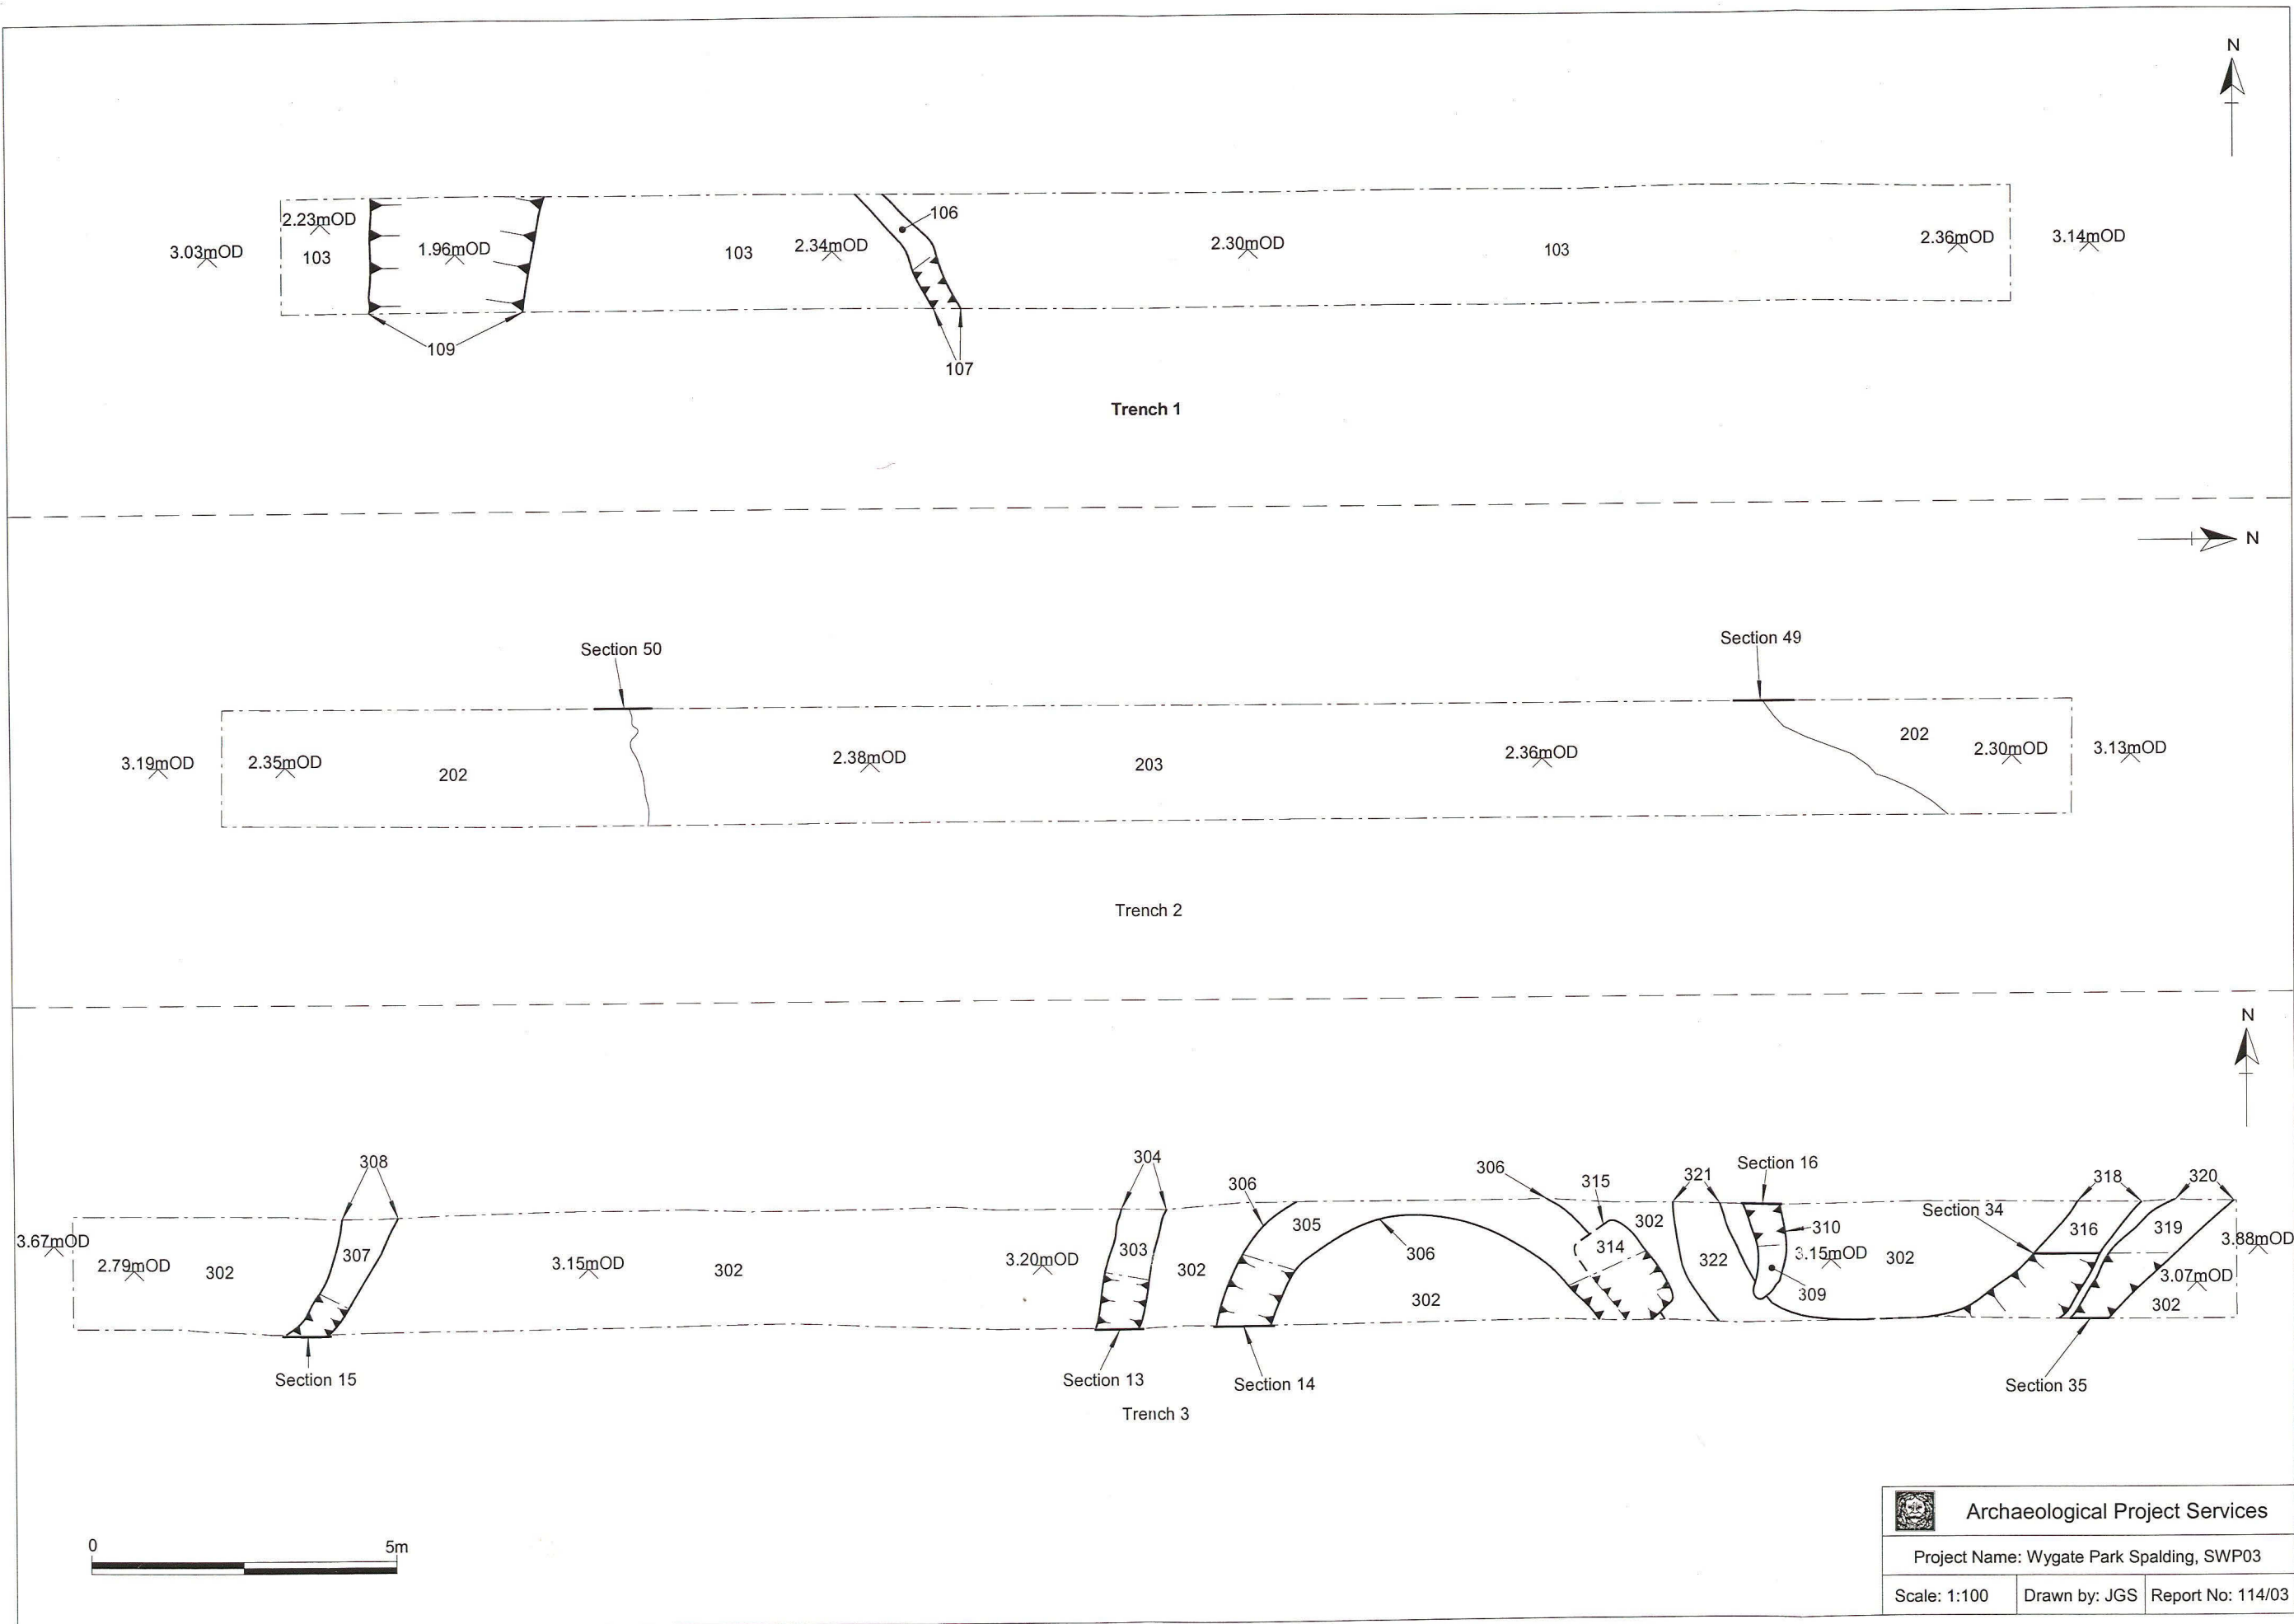 N
2.23mOD
106
3.03mOD
103
1.96mOD
103
2.34mOD
2.30mOD
103
2.36mOD
3.14mOD
109
107
Trench 1
N
Section 50
Section 49
3.19mOD
2.35mOD
202
2.38mOD
203
2.36mOD
202
2.30mOD
3.13mOD
Trench 2
N
308
304
306
306
315
321
Section 16
318
320
3.67mOD
2.79mOD
302
307
3.15mOD
302
3.20mOD
303
302
305
306
302
314
302
322
310
3.15mOD
309
302
Section 34
316
319
3.88mOD
3.07mOD
302
Section 15
Section 13
Section 14
Section 35
Trench 3
0 5m
Archaeological Project Services
Project Name: Wygate Park Spalding, SWP03
Scale: 1:100 Drawn by: JGS Report No: 114/03